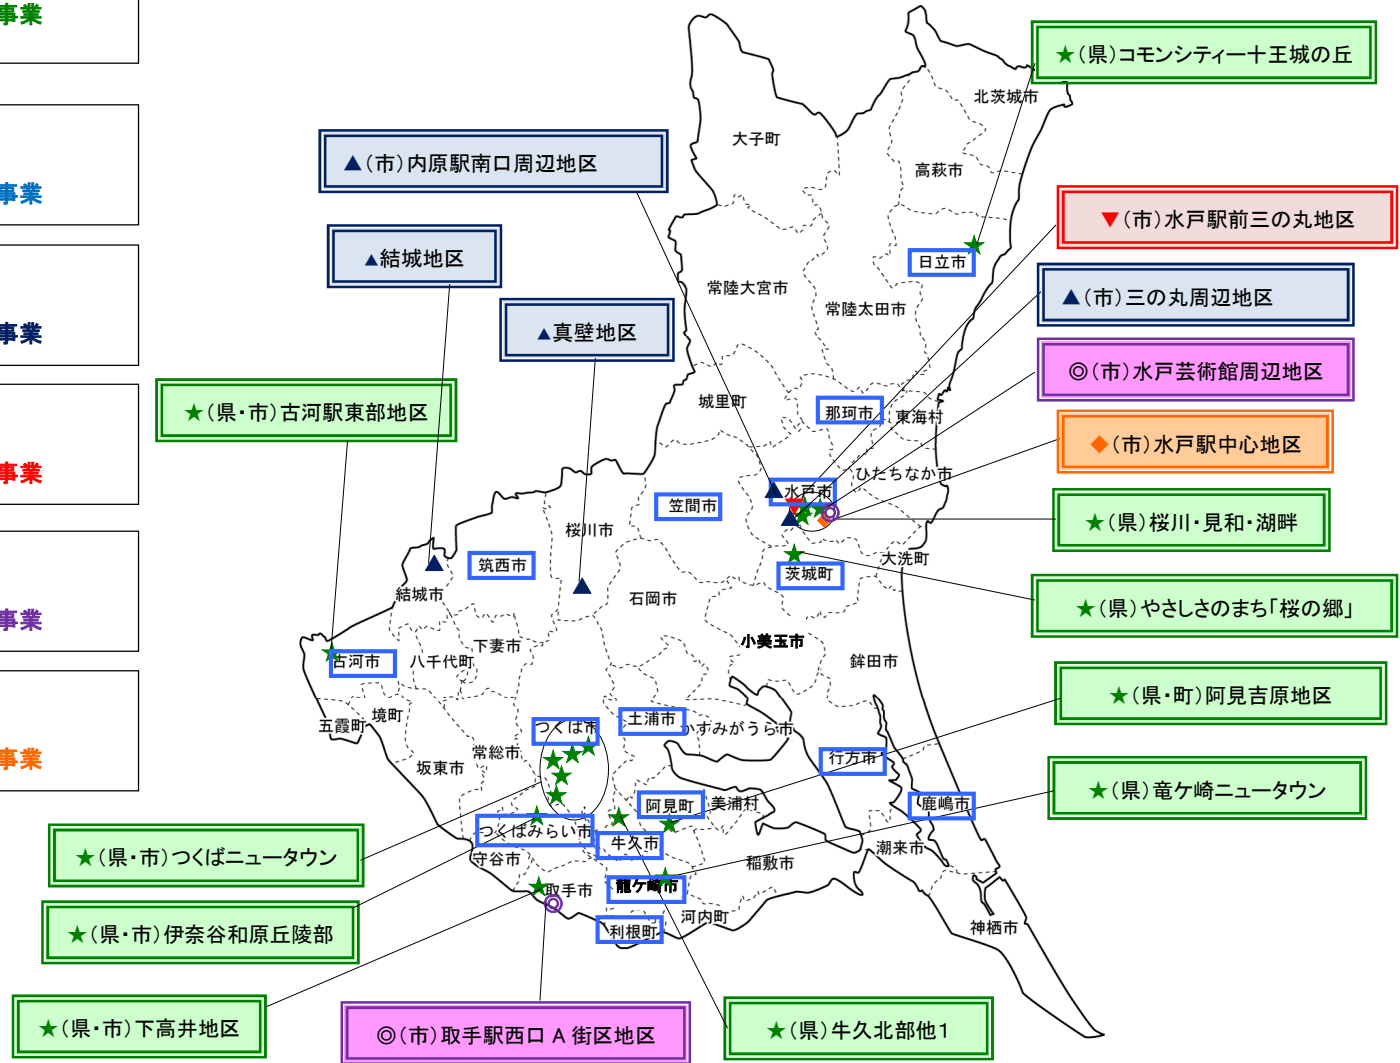 事業
事業
事業
事業
事業
事業
★(県)コモンシティー十王城の丘
北茨城市
大子町
▲(市)内原駅南口周辺地区
高萩市
▼(市)水戸駅前三の丸地区
▲結城地区
日立市
常陸大宮市
▲(市)三の丸周辺地区
常陸太田市
▲真壁地区
◎(市)水戸芸術館周辺地区
城里町
★(県・市)古河駅東部地区
那珂市
東海村
◆(市)水戸駅中心地区
ひたちなか市
水戸市
笠間市
★(県)桜川・見和・湖畔
桜川市
大洗町
筑西市
茨城町
結城市
石岡市
★(県)やさしさのまち「桜の郷」
小美玉市
下妻市
古河市
八千代町
鉾田市
★(県・町)阿見吉原地区
境町
五霞町
つくば市
土浦市
かすみがうら市
常総市
行方市
坂東市
★(県)竜ケ崎ニュータウン
阿見町
美浦村
鹿嶋市
つくばみらい市
牛久市
潮来市
★(県・市)つくばニュータウン
守谷市
稲敷市
取手市
龍ケ崎市
河内町
神栖市
利根町
★(県・市)伊奈谷和原丘陵部
★(県・市)下高井地区
◎(市)取手駅西口 A 街区地区
★(県)牛久北部他1